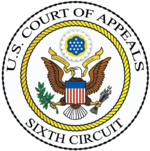 U.S. COURT OF APPEALS
SIXTH CIRCUIT